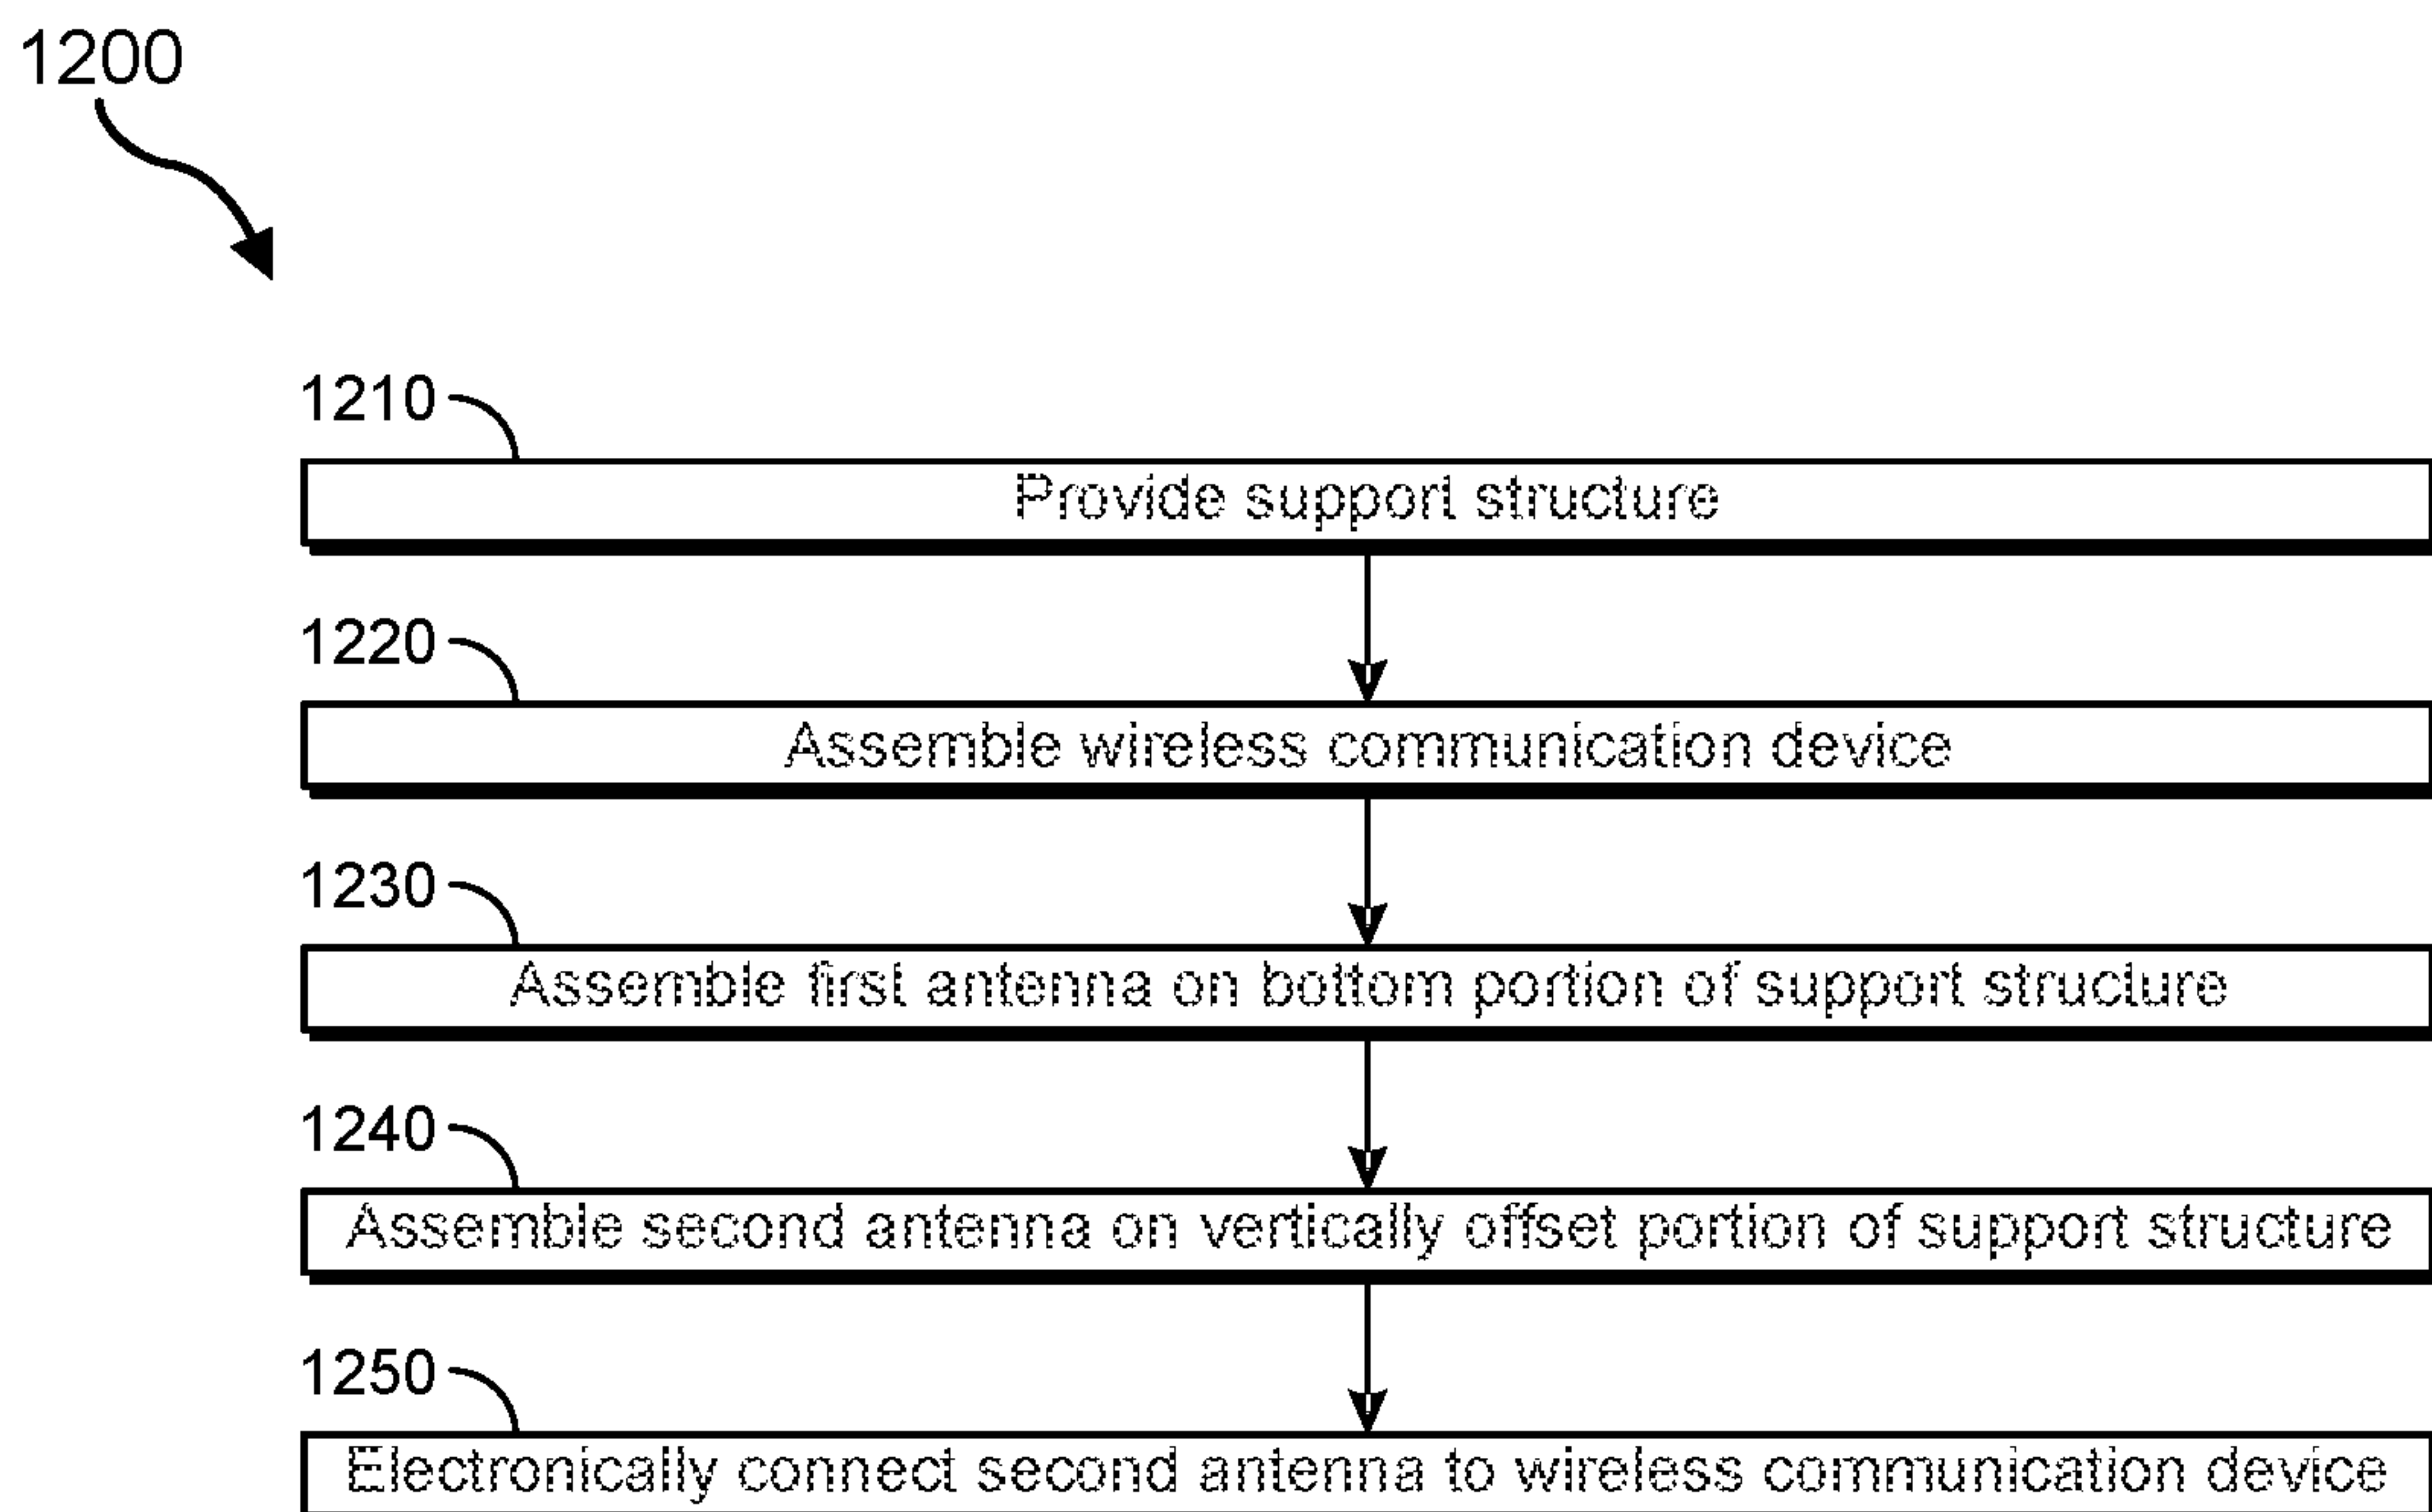 1200
1210
Provide support structure
1220
Assemble wireless communication device
1230
Assemble first antenna on bottom portion of support structure
1240
Assemble second antenna on vertically offset portion of support structure
1250
Electronically connect second antenna to wireless communication device